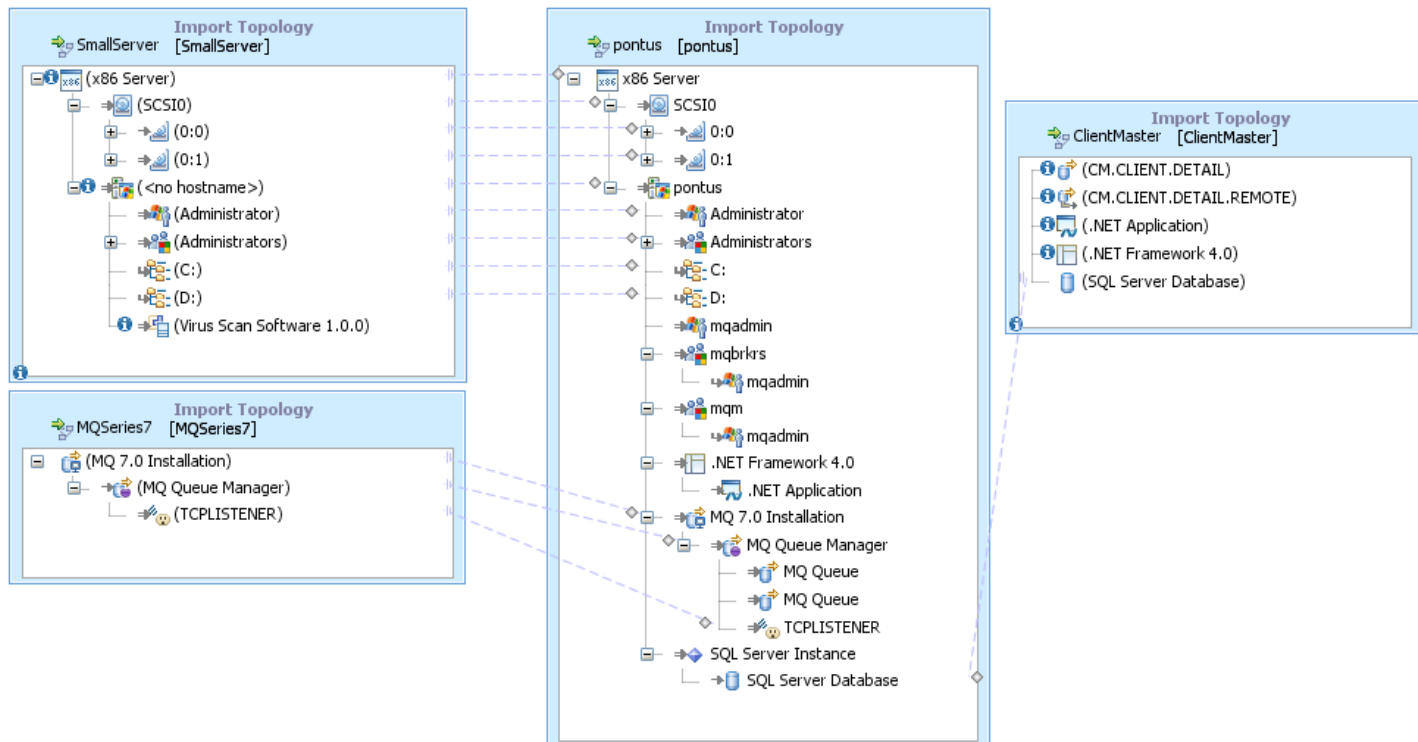 Import Topology
SmallServer [SmallServer]
(x86 Server)
(SCSI0)
(0:0)
(0:1)
(<no hostname>)
(Administrator)
(Administrators)
(C:)
(D:)
(Virus Scan Software 1.0.0)
Import Topology
MQSeries7 [MQSeries7]
(MQ 7.0 Installation)
(MQ Queue Manager)
(TCPLISTENER)
Import Topology
pontus [pontus]
x86 Server
SCSI0
0:0
0:1
pontus
Administrator
Administrators
C:
D:
mqadmin
mqbrkrs
mqadmin
mqm
mqadmin
.NET Framework 4.0
.NET Application
MQ 7.0 Installation
MQ Queue Manager
MQ Queue
MQ Queue
TCPLISTENER
SQL Server Instance
SQL Server Database
Import Topology
ClientMaster [ClientMaster]
(CM.CLIENT.DETAIL)
(CM.CLIENT.DETAIL.REMOTE)
(.NET Application)
(.NET Framework 4.0)
(SQL Server Database)